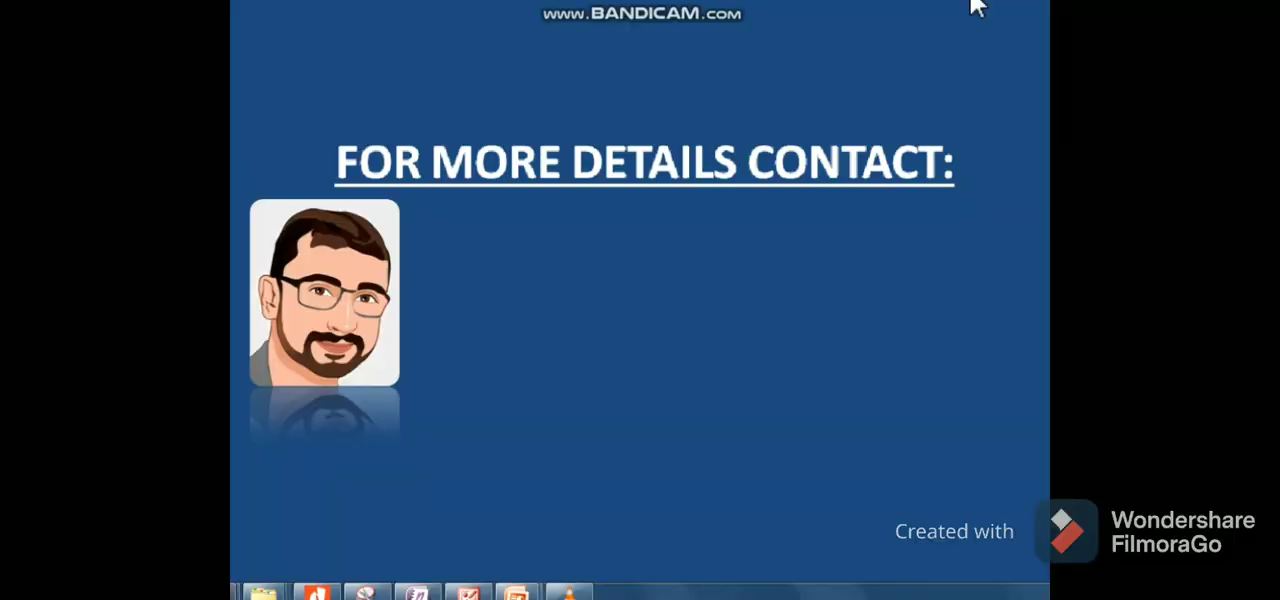 www.BANDICAM.com
FOR MORE DETAILS CONTACT:
Created with
Wondershare
FilmoraGo